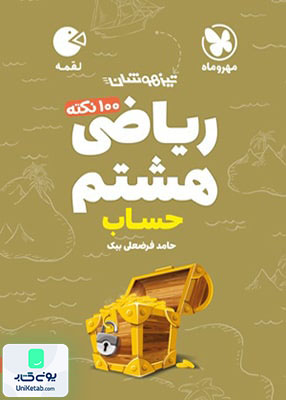 مهروماه
لقمه
تیزهوشان
۱۰۰ نکته
ریاضی
هشتم
حساب
حامد فرضعلی بیک
یونی کتاب
UniKetab.com